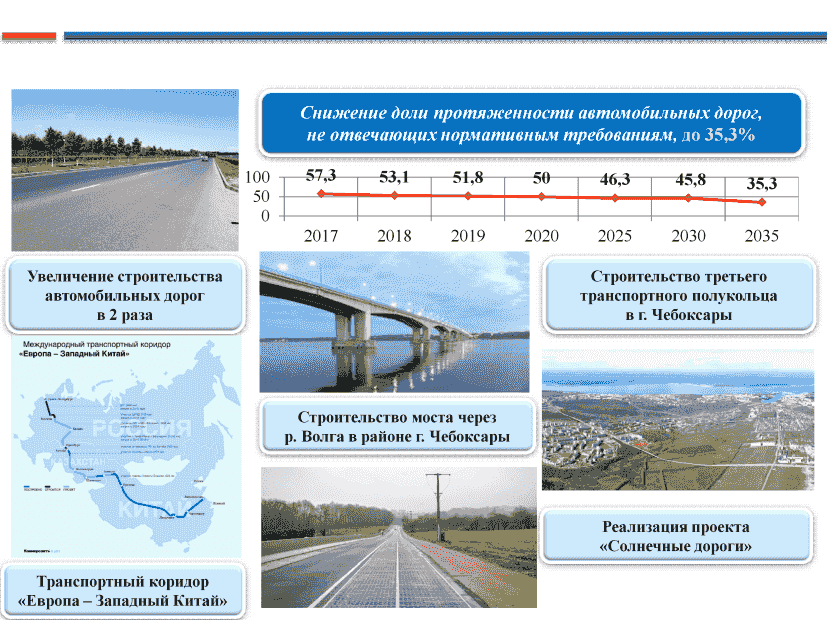 Снижение доли протяженности автомобильных дорог,
не отвечающих нормативным требованиям, до 35,3%
100
50
0
57,3
53,1
51,8
50
46,3
45,8
35,3
2017
2018
2019
2020
2025
2030
2035
Увеличение строительства
автомобильных дорог
в 2 раза
Строительство третьего
транспортного полукольца
в г. Чебоксары
Международный транспортный коридор
«Европа – Западный Китай»
РОССИЯ
КИТАЙ
Строительство моста через
р. Волга в районе г. Чебоксары
Реализация проекта
«Солнечные дороги»
Транспортный коридор
«Европа – Западный Китай»